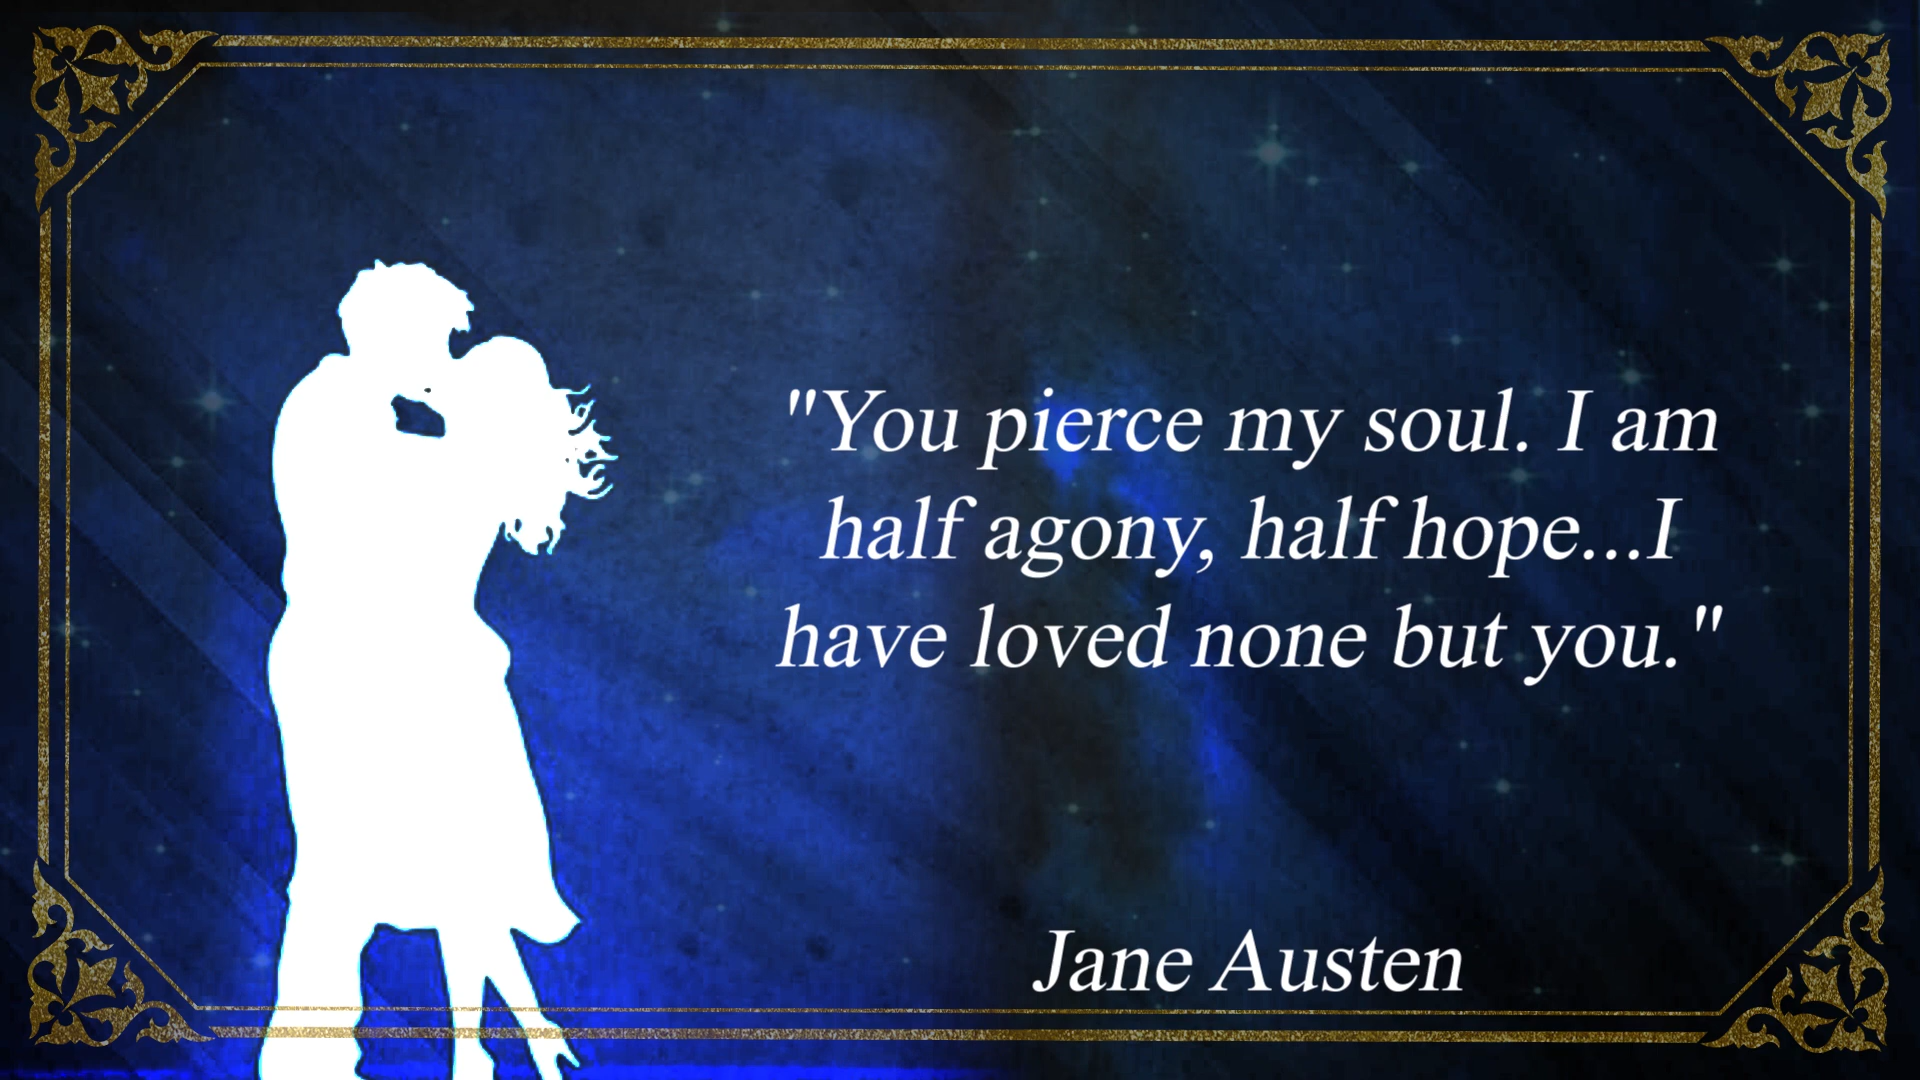 "You pierce my soul. I am
half agony, half hope...I
have loved none but you."
Jane Austen